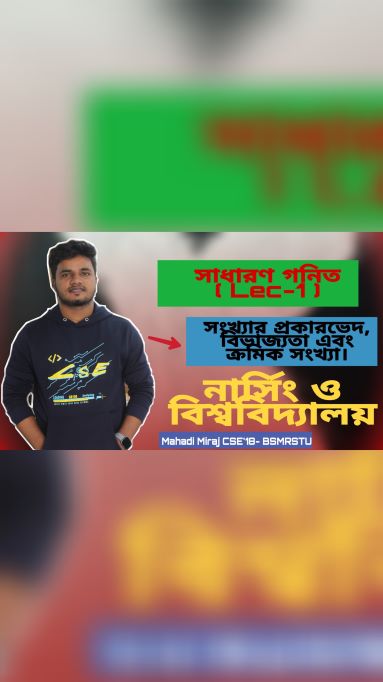 সাধারণ গনিত
( Lec-1 )
সংখ্যার প্রকারভেদ,
বিভাজ্যতা এবং
ক্রমিক সংখ্যা।
নার্সিং ও
বিশ্ববিদ্যালয়
Mahadi Miraj CSE'18- BSMRSTU
</>
CSE